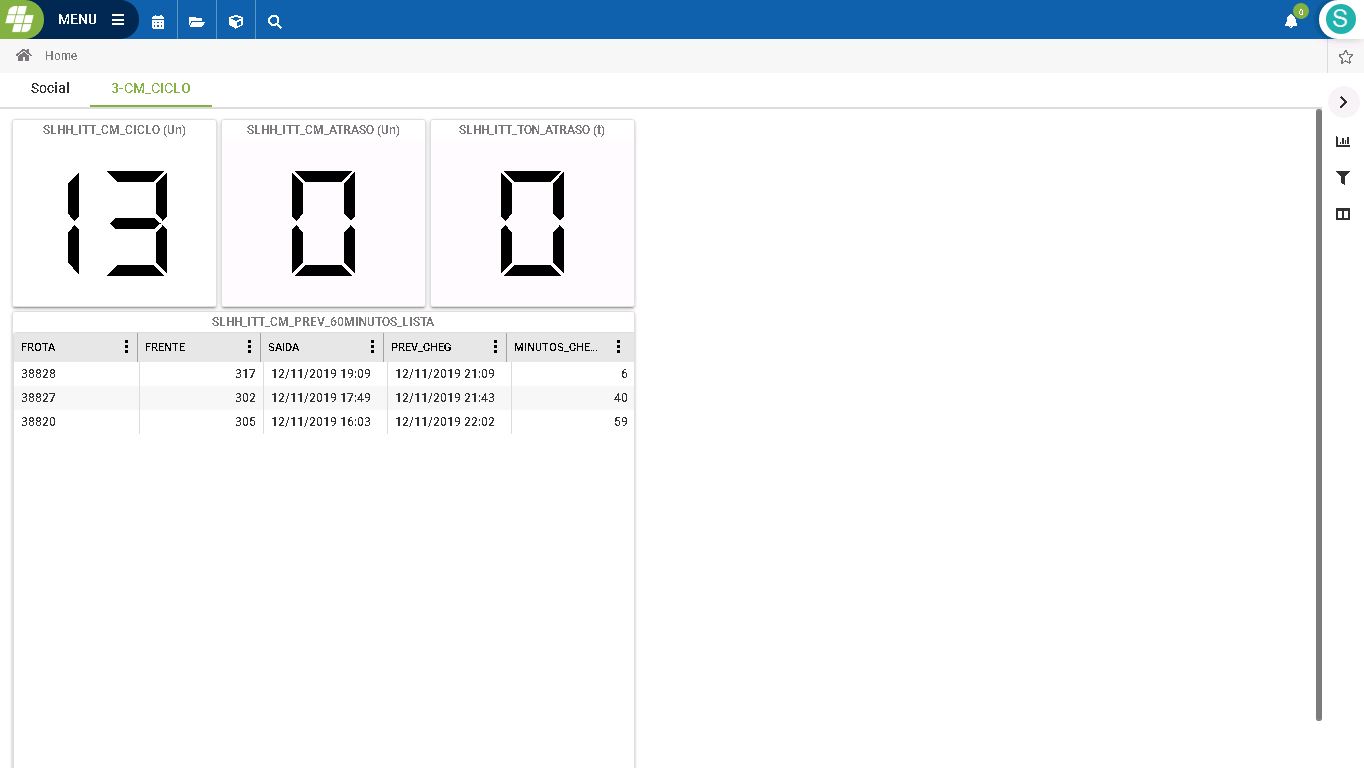 MENU
0
S
Home
Social
3-CM_CICLO
SLHH_ITT_CM_CICLO (Un)
SLHH_ITT_CM_ATRASO (Un)
SLHH_ITT_TON_ATRASO (t)
13
0
0
SLHH_ITT_CM_PREV_60MINUTOS_LISTA
FROTA FRENTE SAIDA PREV_CHEG MINUTOS_CHE...
38828 317 12/11/2019 19:09 12/11/2019 21:09 6
38827 302 12/11/2019 17:49 12/11/2019 21:43 40
38820 305 12/11/2019 16:03 12/11/2019 22:02 59